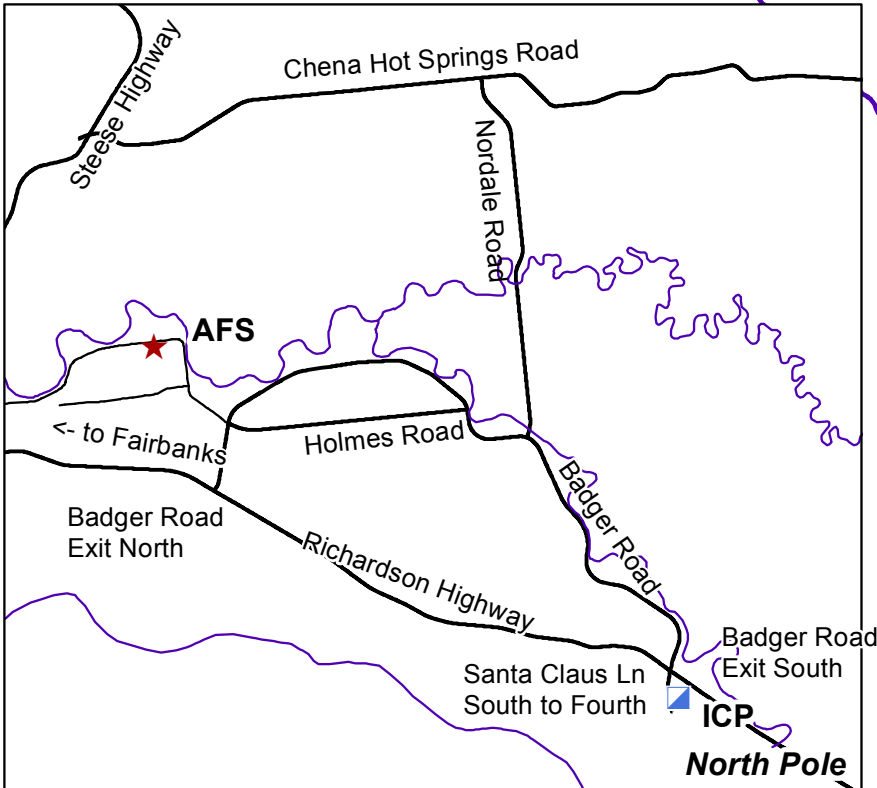 Steese Highway
Chena Hot Springs Road
Nordale Road
AFS
<- to Fairbanks
Holmes Road
Badger Road
Exit North
Badger Road
Richardson Highway
Badger Road
Exit South
Santa Claus Ln
South to Fourth
ICP
North Pole